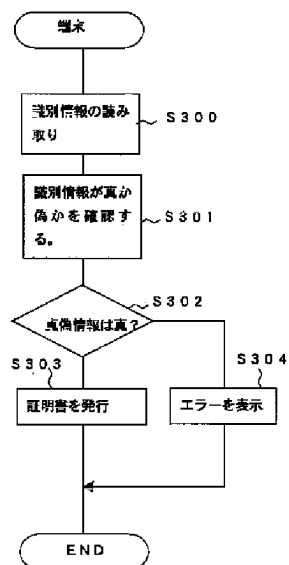 端末
識別情報の読み
取り
S300
識別情報が真か
偽かを確認する
る。
S301
S302
真偽情報は真?
S303
証明書を発行
S304
エラーを表示
END